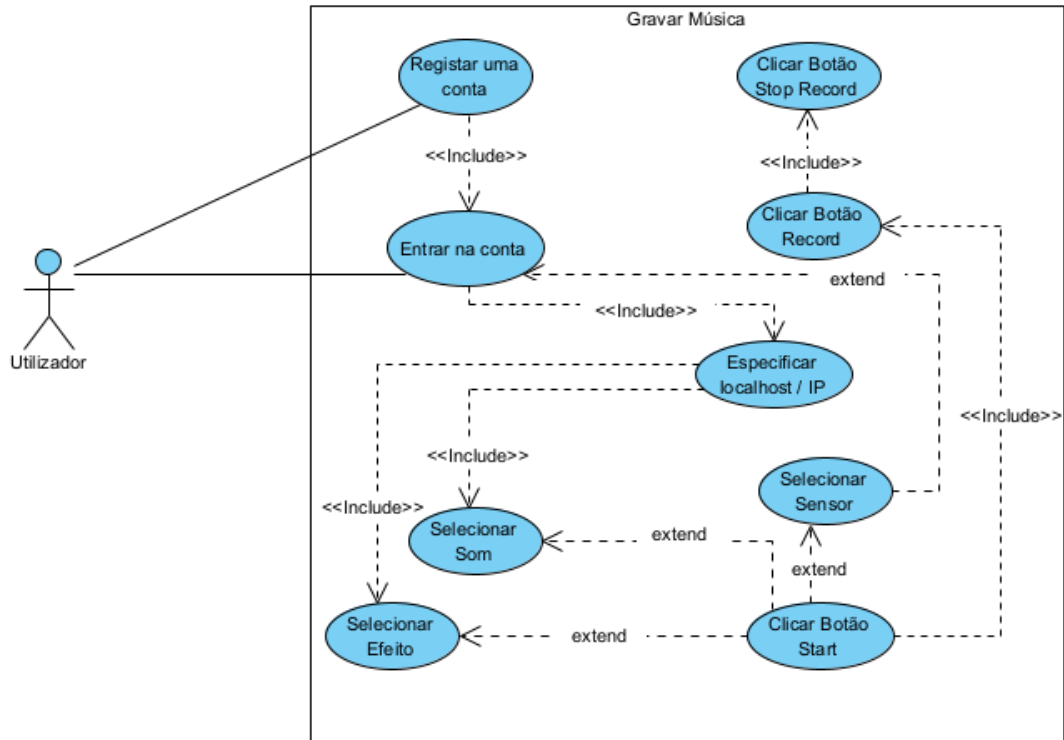 Gravar Música
Registar uma
conta
Clicar Botão
Stop Record
<<Include>>
<<Include>>
Clicar Botão
Record
Entrar na conta
extend
<<Include>>
Utilizador
Especificar
localhost / IP
<<Include>>
<<Include>>
Selecionar
Sensor
<<Include>>
Selecionar
Som
extend
extend
Selecionar
Efeito
extend
Clicar Botão
Start